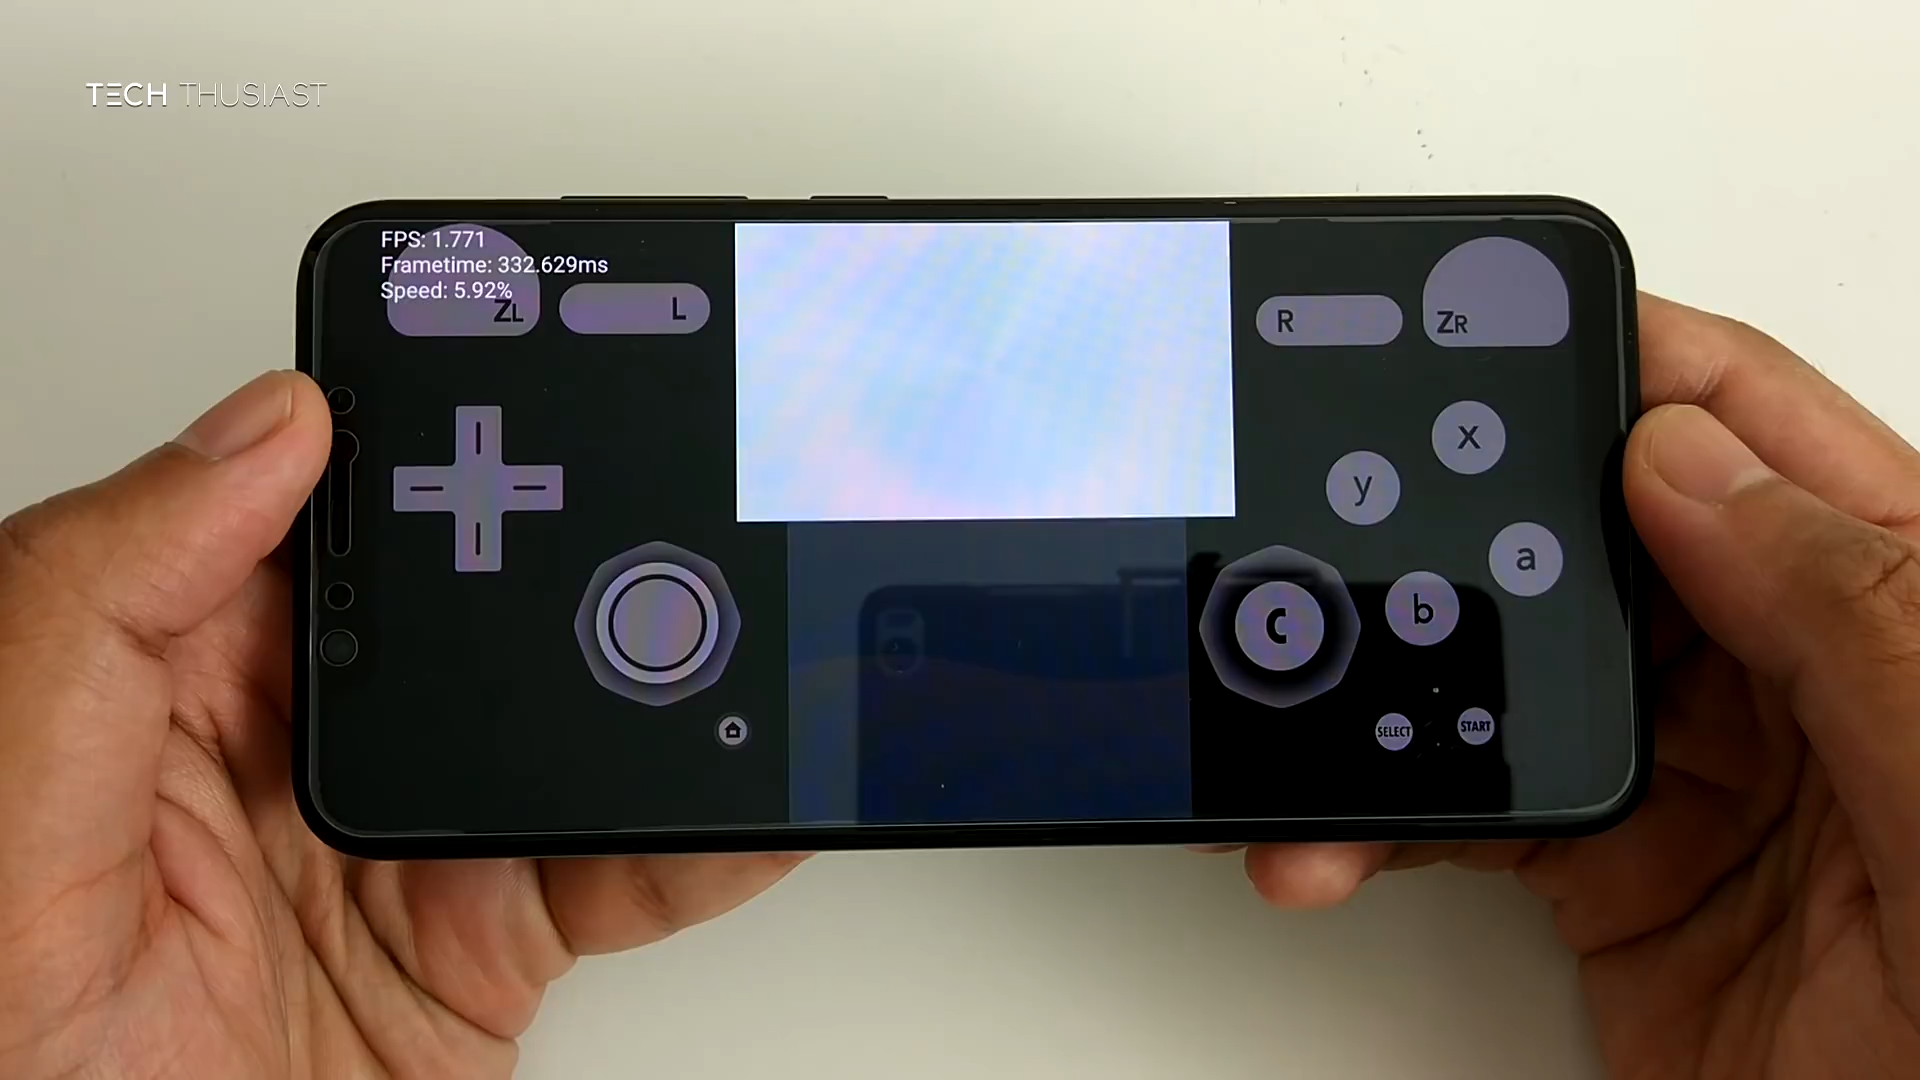 TECH THUSIAST
FPS: 1.771
Frametime: 332.629ms
Speed: 5.92%
ZL
L
R
ZR
x
y
a
b
C
SELECT
START